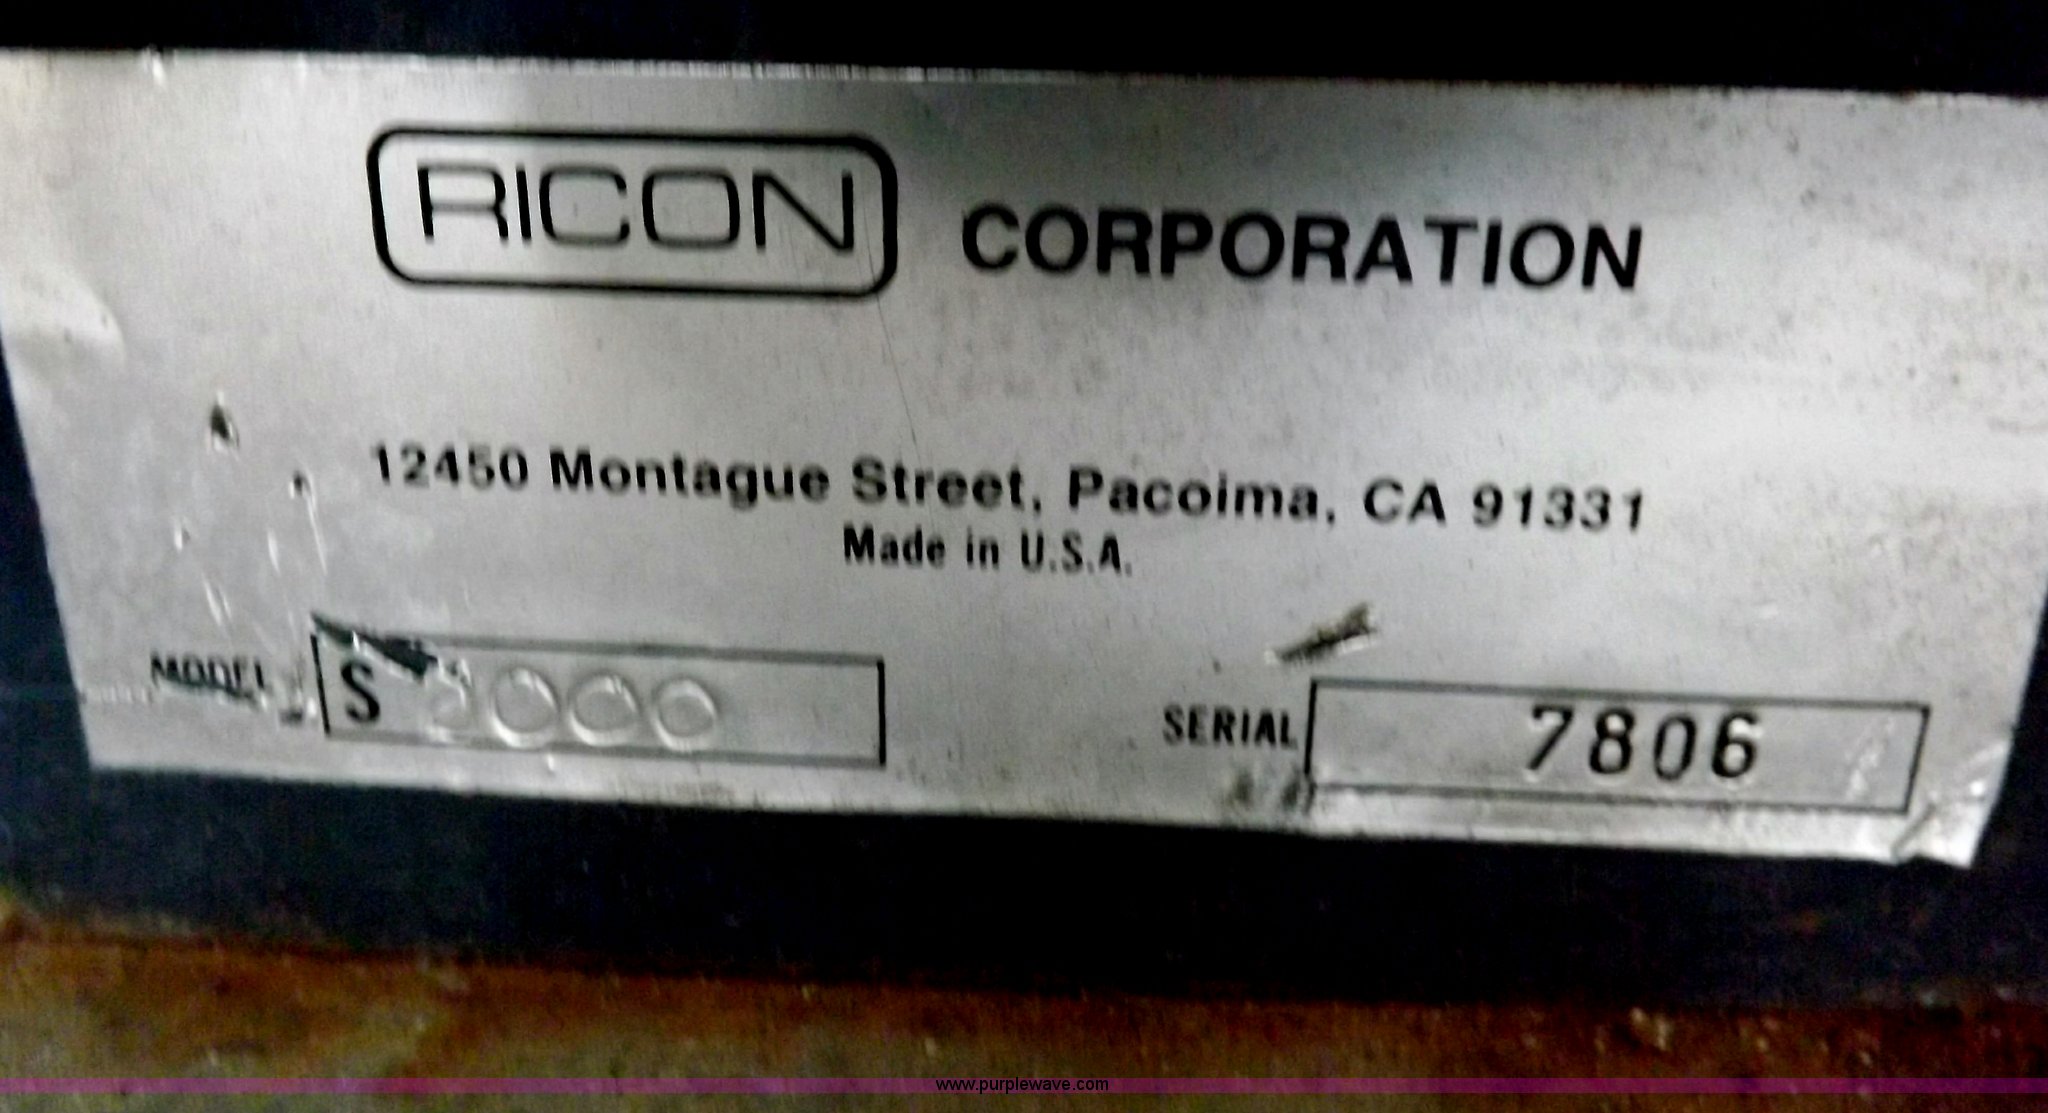 RICON CORPORATION
12450 Montague Street, Pacoima, CA 91331
Made in U.S.A.
MODEL
SERIAL 7806
www.purplewave.com